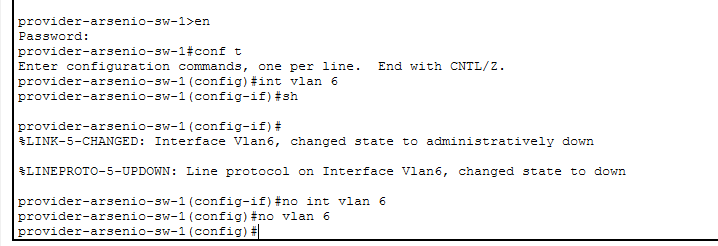 provider-arsenio-sw-1>en
Password:
provider-arsenio-sw-1#conf t
Enter configuration commands, one per line.  End with CNTL/Z.
provider-arsenio-sw-1(config)#int vlan 6
provider-arsenio-sw-1(config-if)#sh
provider-arsenio-sw-1(config-if)#
%LINK-5-CHANGED: Interface Vlan6, changed state to administratively down
%LINEPROTO-5-UPDOWN: Line protocol on Interface Vlan6, changed state to down
provider-arsenio-sw-1(config-if)#no int vlan 6
provider-arsenio-sw-1(config)#no vlan 6
provider-arsenio-sw-1(config)#